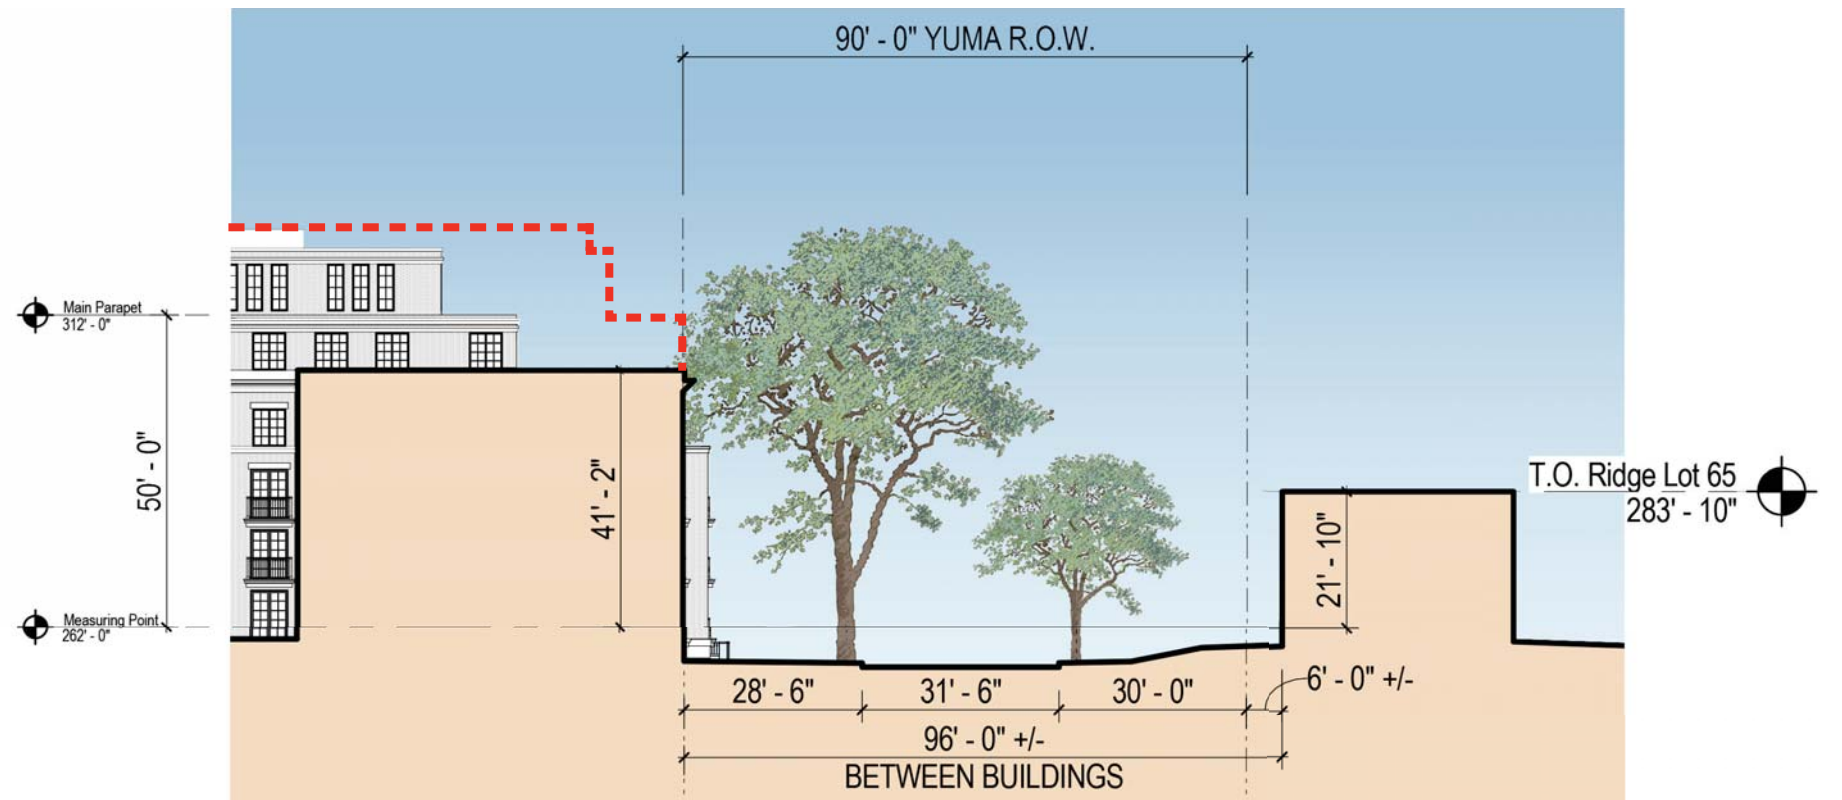 90' - 0" YUMA R.O.W.
Main Parapet
312' - 0"
50' - 0"
41' - 2"
T.O. Ridge Lot 65
283' - 10"
21' - 10"
Measuring Point
262' - 0"
28' - 6"
31' - 6"
30' - 0"
6' - 0" +/-
96' - 0" +/-
BETWEEN BUILDINGS